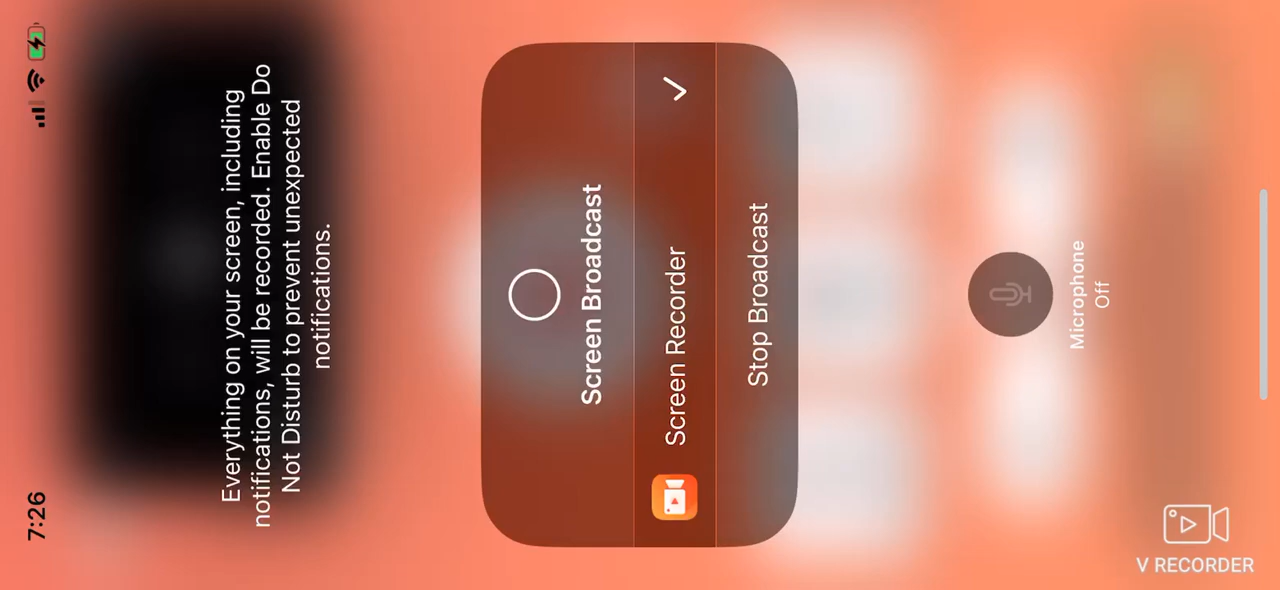 7:26
Everything on your screen, including
notifications, will be recorded. Enable Do
Not Disturb to prevent unexpected
notifications.
Screen Broadcast
Screen Recorder
Stop Broadcast
Microphone
Off
V RECORDER